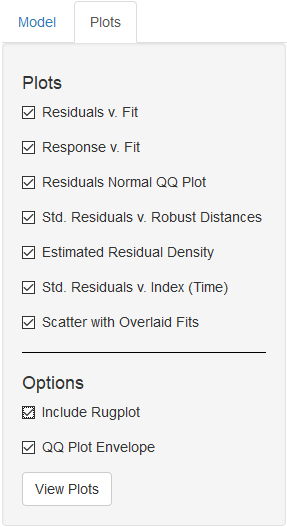 Model
Plots
Plots
Residuals v. Fit
Response v. Fit
Residuals Normal QQ Plot
Std. Residuals v. Robust Distances
Estimated Residual Density
Std. Residuals v. Index (Time)
Scatter with Overlaid Fits
Options
Include Rugplot
QQ Plot Envelope
View Plots